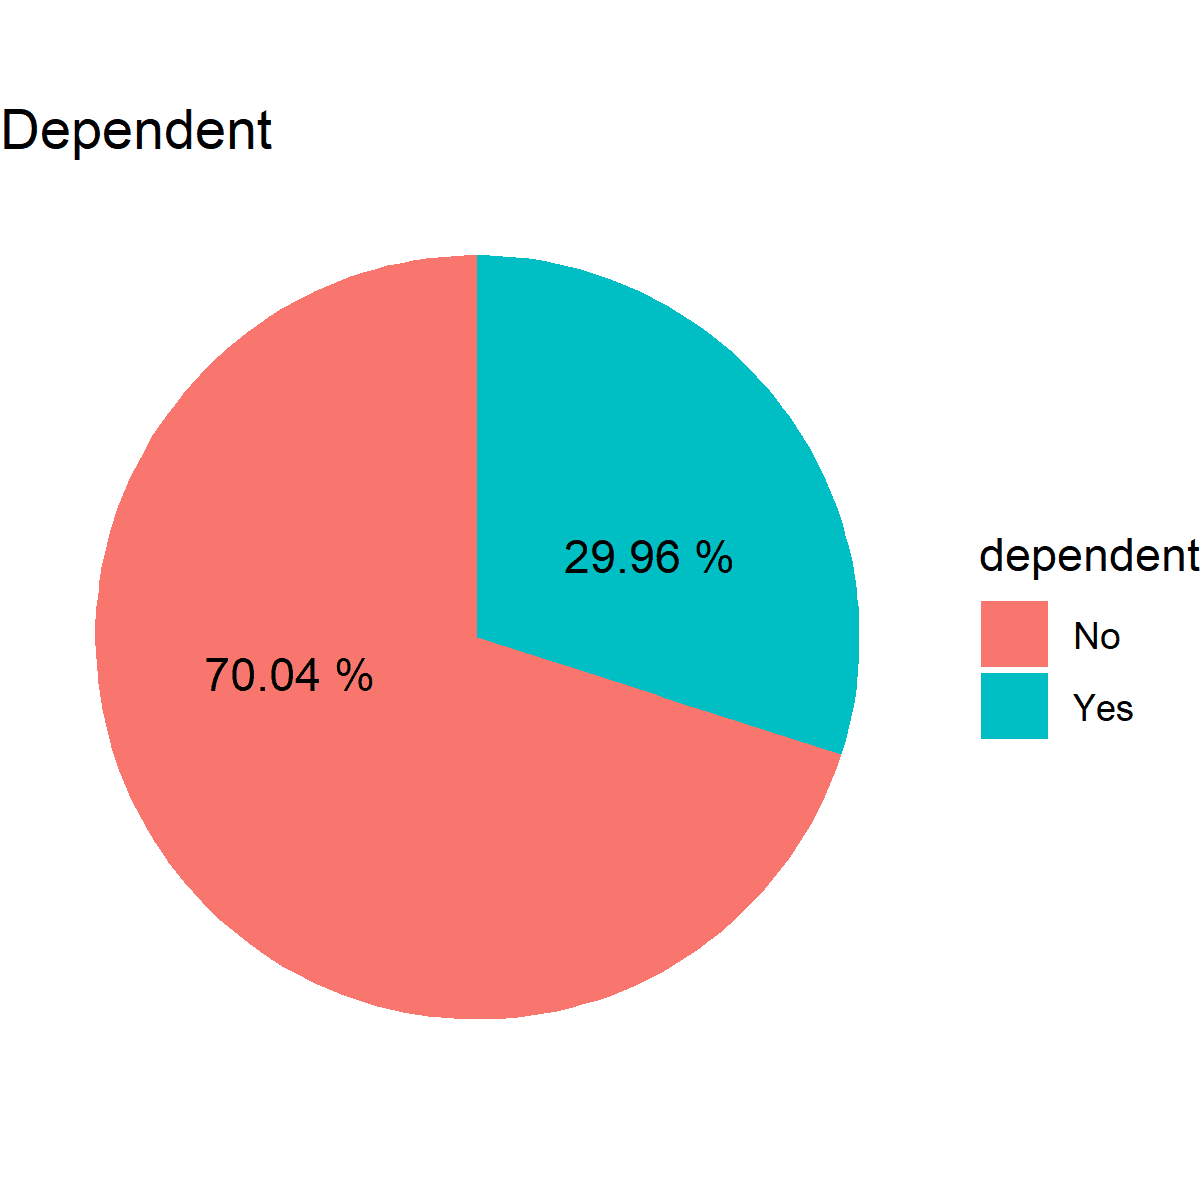 Dependent
29.96 %
70.04 %
dependent
No
Yes